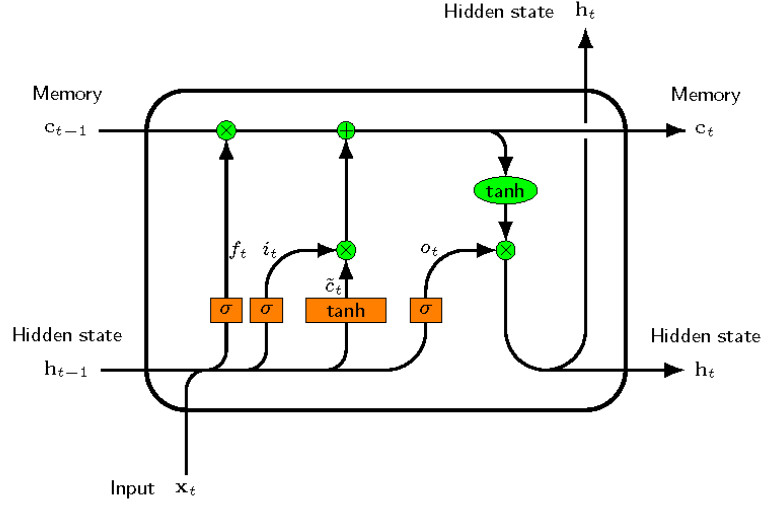 Hidden state h_t
Memory
Memory
c_{t−1}
c_t
×
+
tanh
f_t
i_t
×
o_t
×
c̃_t
σ
σ
tanh
σ
Hidden state
Hidden state
h_{t−1}
h_t
Input x_t